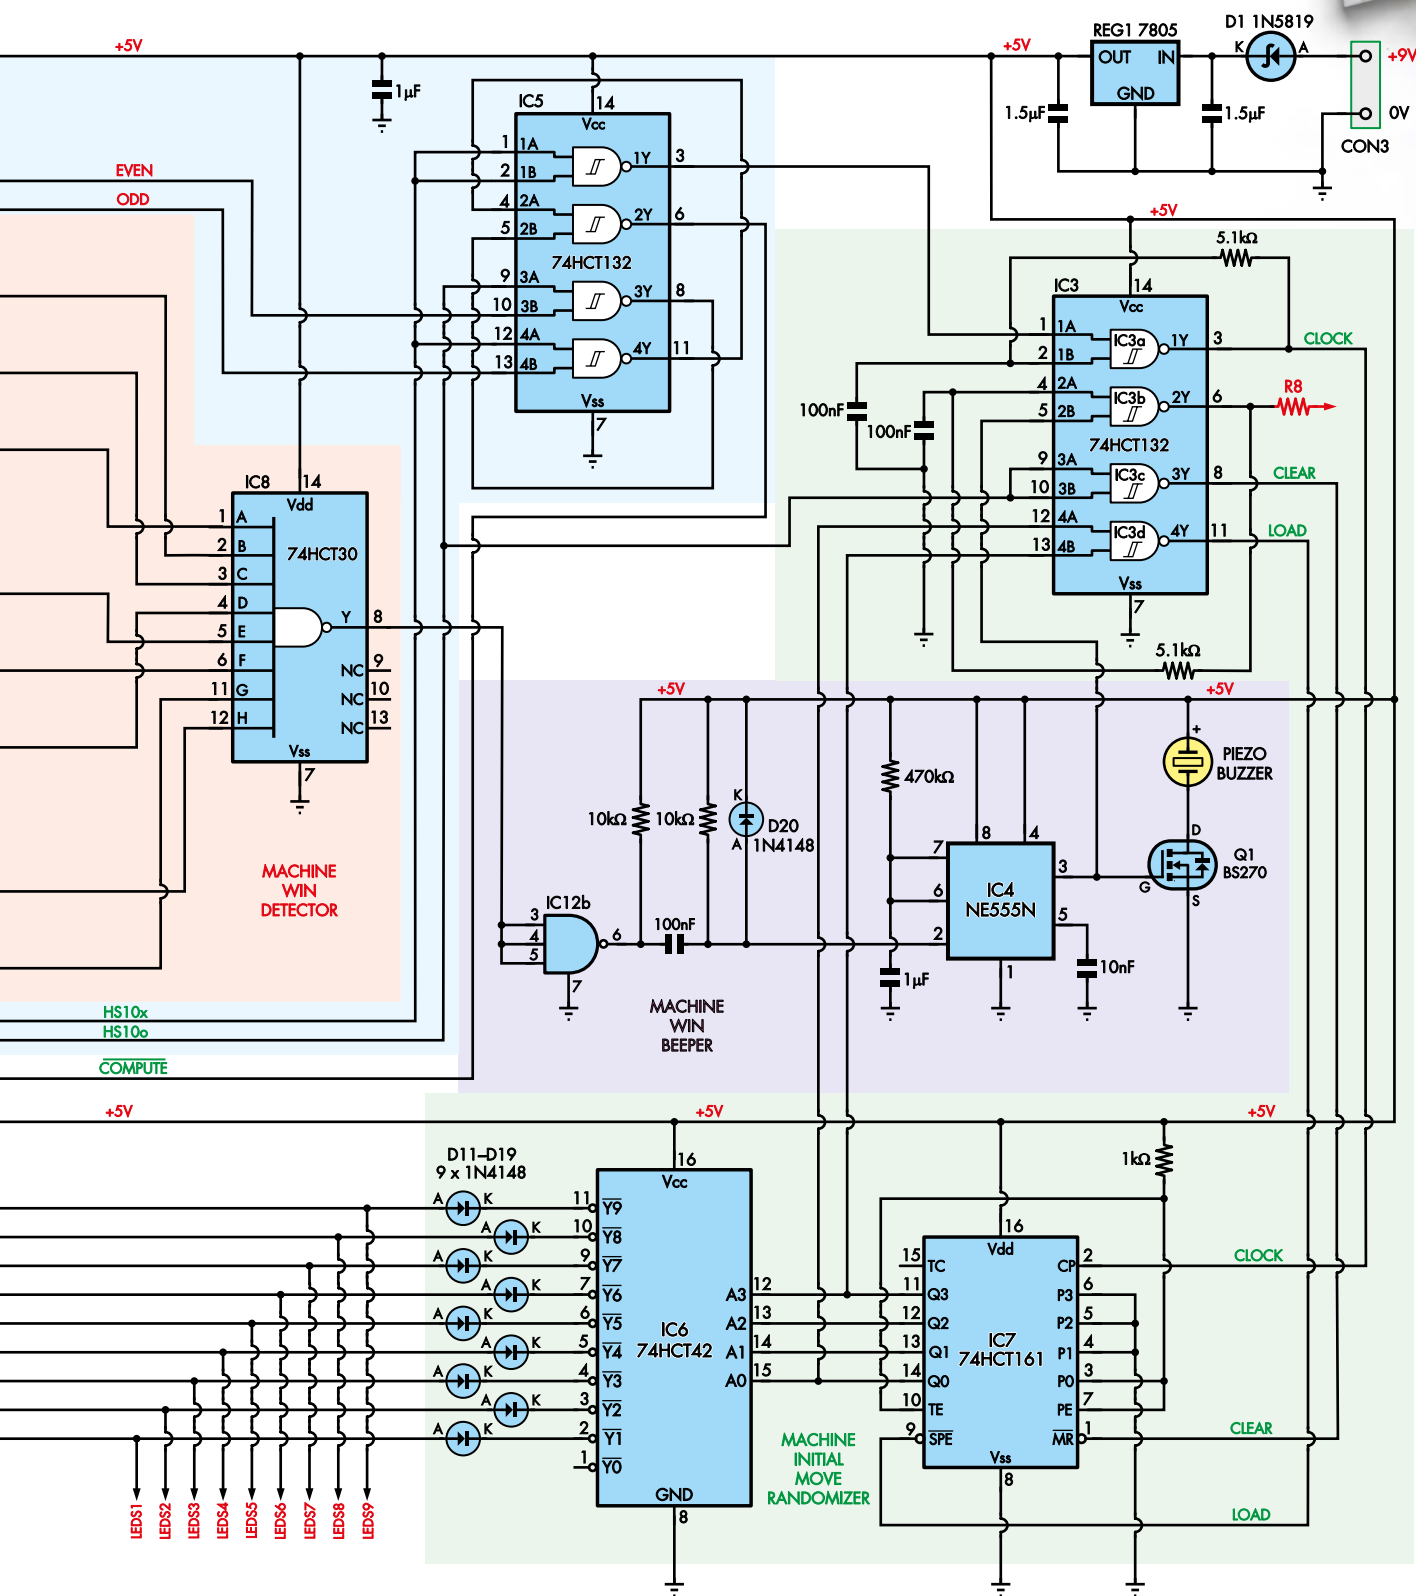 +5V
+5V
REG1 7805
OUT IN
GND
D1 1N5819
K A
+9V
0V
CON3
1.5µF
1.5µF
1µF
EVEN
ODD
IC5
14
Vcc
1 1A
2 1B
4 2A
5 2B
74HCT132
9 3A
10 3B
12 4A
13 4B
1Y 3
2Y 6
3Y 8
4Y 11
Vss
7
+5V
5.1kΩ
IC3
14
Vcc
1 1A
2 1B
4 2A
5 2B
74HCT132
9 3A
10 3B
12 4A
13 4B
IC3a
IC3b
IC3c
IC3d
1Y 3
2Y 6
3Y 8
4Y 11
Vss
7
CLOCK
R8
CLEAR
LOAD
100nF
100nF
5.1kΩ
IC8
14
Vdd
74HCT30
1 A
2 B
3 C
4 D
5 E
6 F
11 G
12 H
Y 8
NC 9
NC 10
NC 13
Vss
7
MACHINE
WIN
DETECTOR
+5V
+5V
10kΩ
10kΩ
K
A
D20
1N4148
470kΩ
PIEZO
BUZZER
+
D
G
S
Q1
BS270
8 4
7
6
2
3
5
1
IC4
NE555N
1µF
10nF
IC12b
3
4
5
6
7
100nF
MACHINE
WIN
BEEPER
HS10x
HS10o
COMPUTE
+5V
+5V
+5V
D11–D19
9 x 1N4148
A K
A K
A K
A K
A K
A K
A K
A K
A K
16
Vcc
11 Y9
10 Y8
9 Y7
7 Y6
6 Y5
5 Y4
4 Y3
3 Y2
2 Y1
1 Y0
IC6
74HCT42
A3 12
A2 13
A1 14
A0 15
GND
8
1kΩ
16
Vdd
15 TC
11 Q3
12 Q2
13 Q1
14 Q0
10 TE
9 SPE
IC7
74HCT161
CP 2
P3 6
P2 5
P1 4
P0 3
PE 7
MR 1
Vss
8
CLOCK
CLEAR
LOAD
MACHINE
INITIAL
MOVE
RANDOMIZER
LEDS1
LEDS2
LEDS3
LEDS4
LEDS5
LEDS6
LEDS7
LEDS8
LEDS9